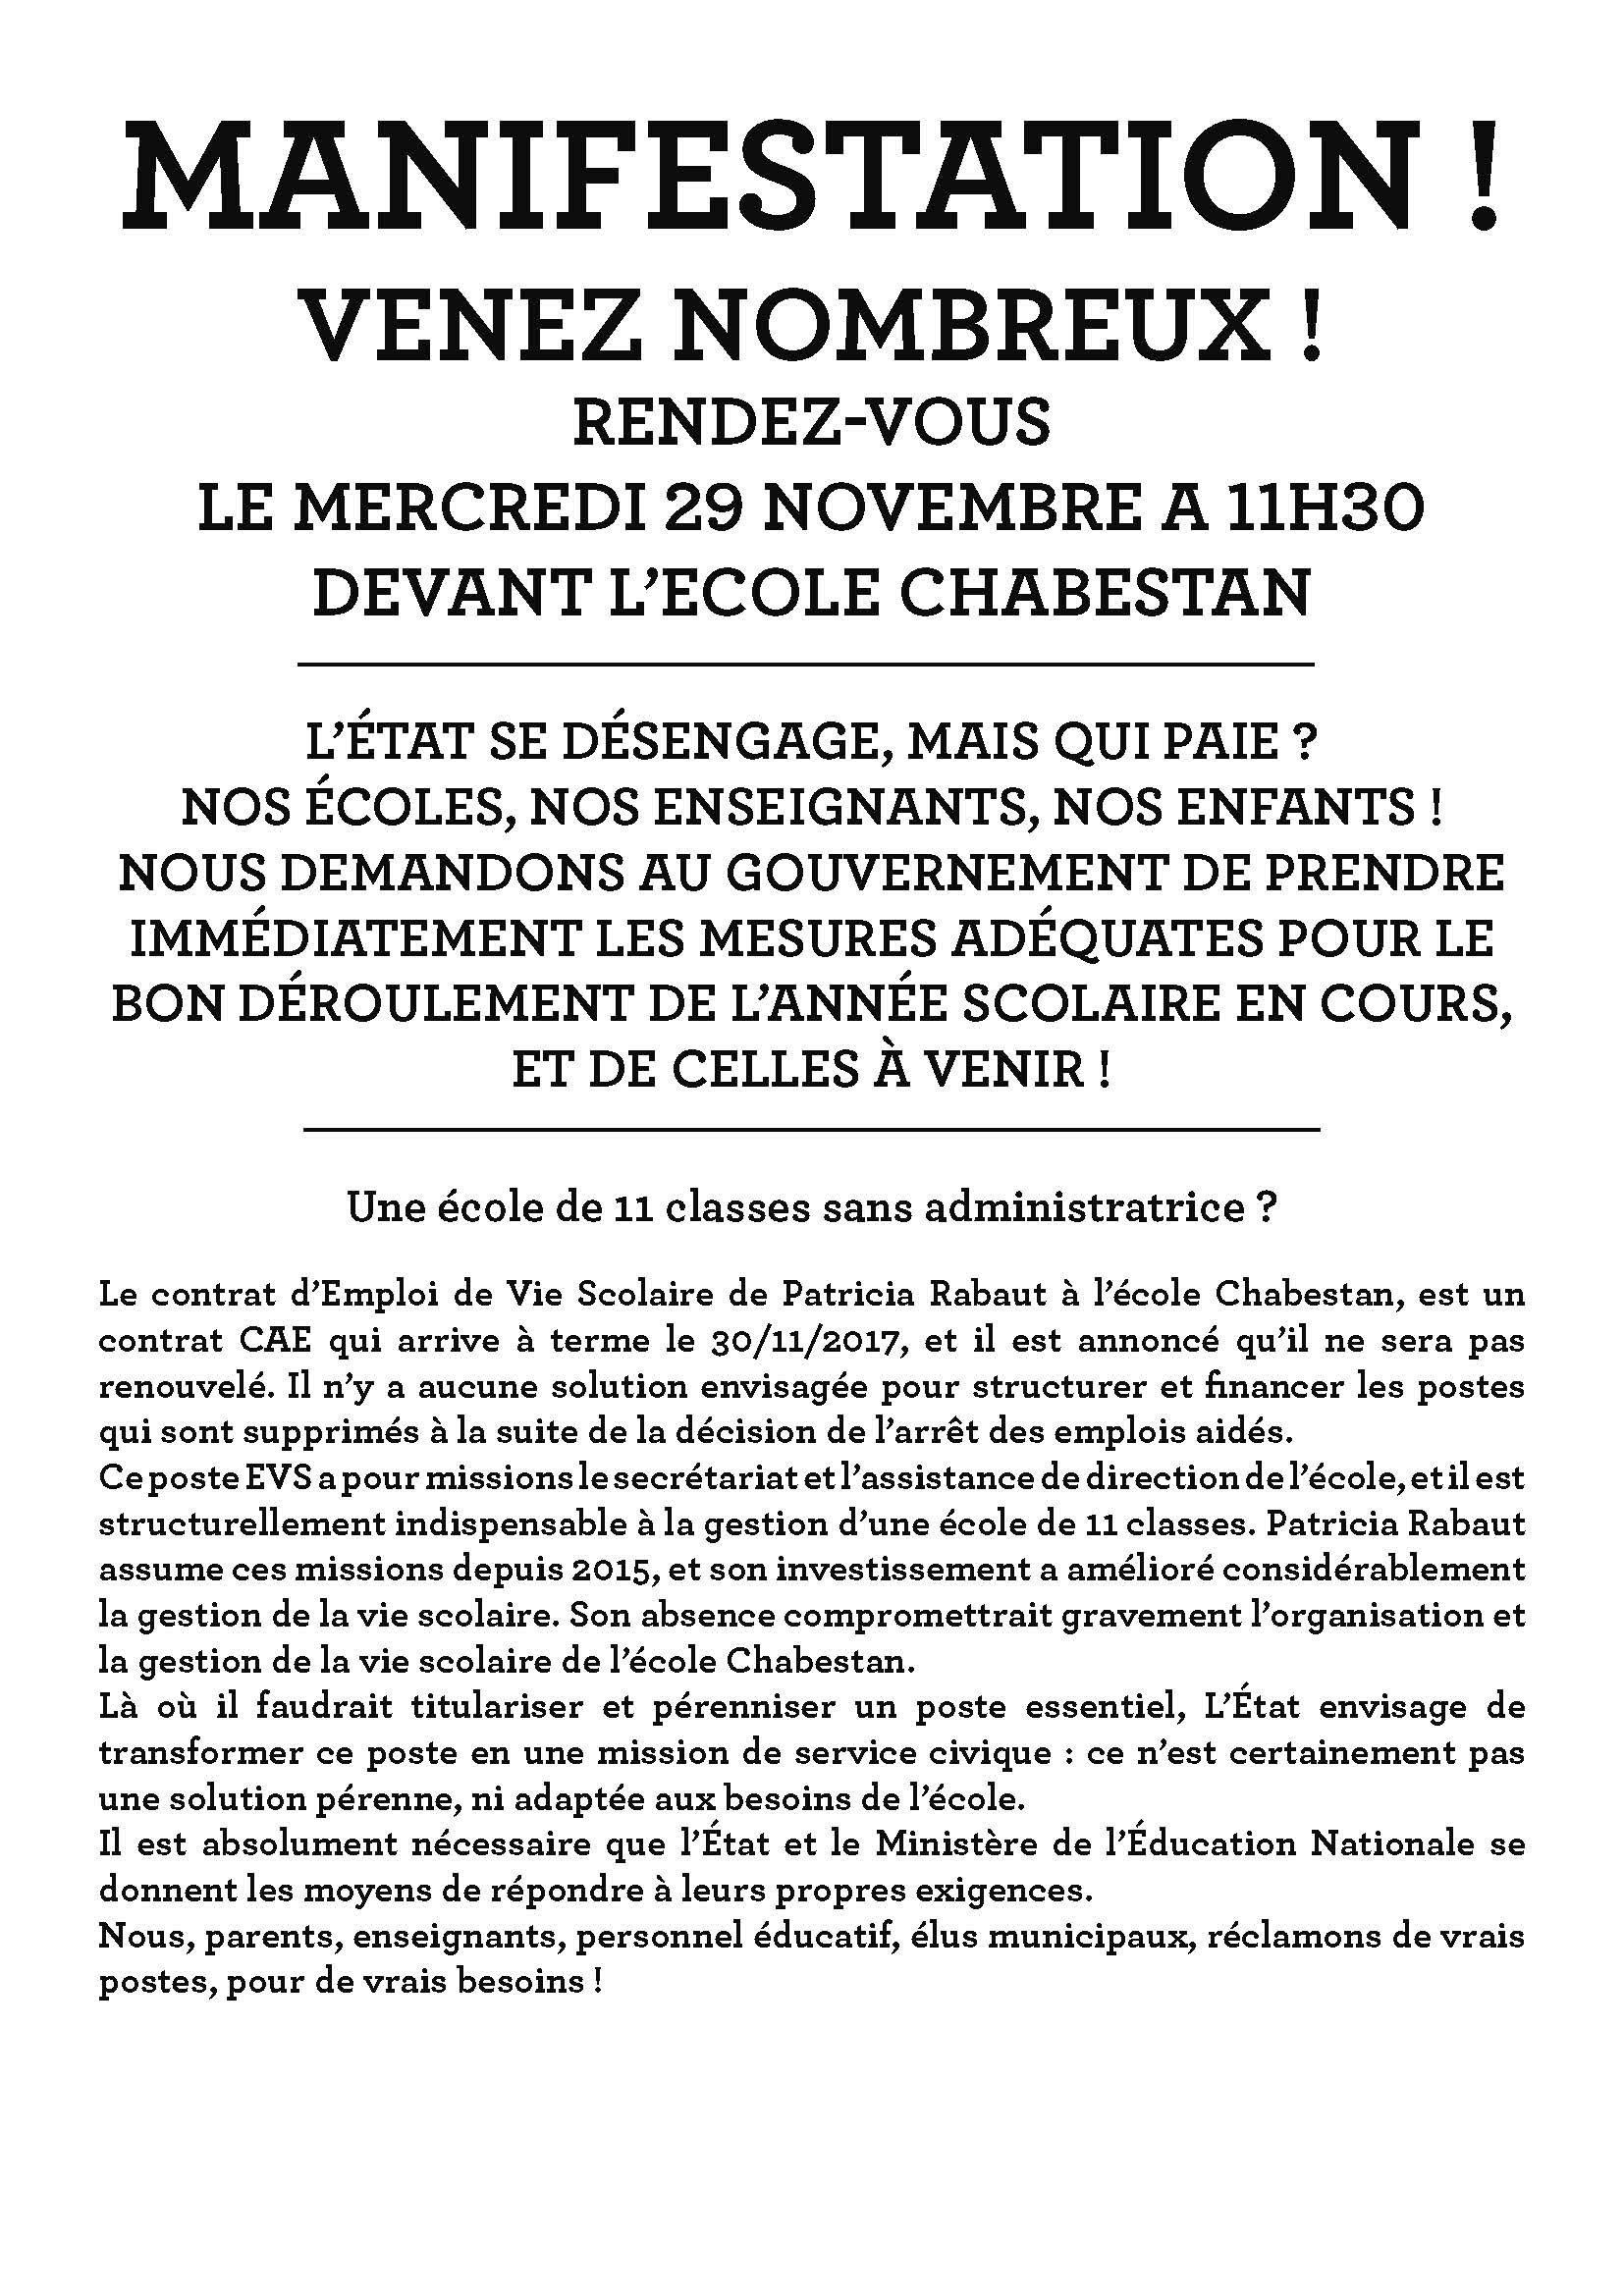 MANIFESTATION !
VENEZ NOMBREUX !
RENDEZ-VOUS
LE MERCREDI 29 NOVEMBRE A 11H30
DEVANT L’ECOLE CHABESTAN
L’ÉTAT SE DÉSENGAGE, MAIS QUI PAIE ?
NOS ÉCOLES, NOS ENSEIGNANTS, NOS ENFANTS !
NOUS DEMANDONS AU GOUVERNEMENT DE PRENDRE
IMMÉDIATEMENT LES MESURES ADÉQUATES POUR LE
BON DÉROULEMENT DE L’ANNÉE SCOLAIRE EN COURS,
ET DE CELLES À VENIR !
Une école de 11 classes sans administratrice ?
Le contrat d’Emploi de Vie Scolaire de Patricia Rabaut à l’école Chabestan, est un
contrat CAE qui arrive à terme le 30/11/2017, et il est annoncé qu’il ne sera pas
renouvelé. Il n’y a aucune solution envisagée pour structurer et financer les postes
qui sont supprimés à la suite de la décision de l’arrêt des emplois aidés.
Ce poste EVS a pour missions le secrétariat et l’assistance de direction de l’école, et il est
structurellement indispensable à la gestion d’une école de 11 classes. Patricia Rabaut
assume ces missions depuis 2015, et son investissement a amélioré considérablement
la gestion de la vie scolaire. Son absence compromettrait gravement l’organisation et
la gestion de la vie scolaire de l’école Chabestan.
Là où il faudrait titulariser et pérenniser un poste essentiel, L’État envisage de
transformer ce poste en une mission de service civique : ce n’est certainement pas
une solution pérenne, ni adaptée aux besoins de l’école.
Il est absolument nécessaire que l’État et le Ministère de l’Éducation Nationale se
donnent les moyens de répondre à leurs propres exigences.
Nous, parents, enseignants, personnel éducatif, élus municipaux, réclamons de vrais
postes, pour de vrais besoins !